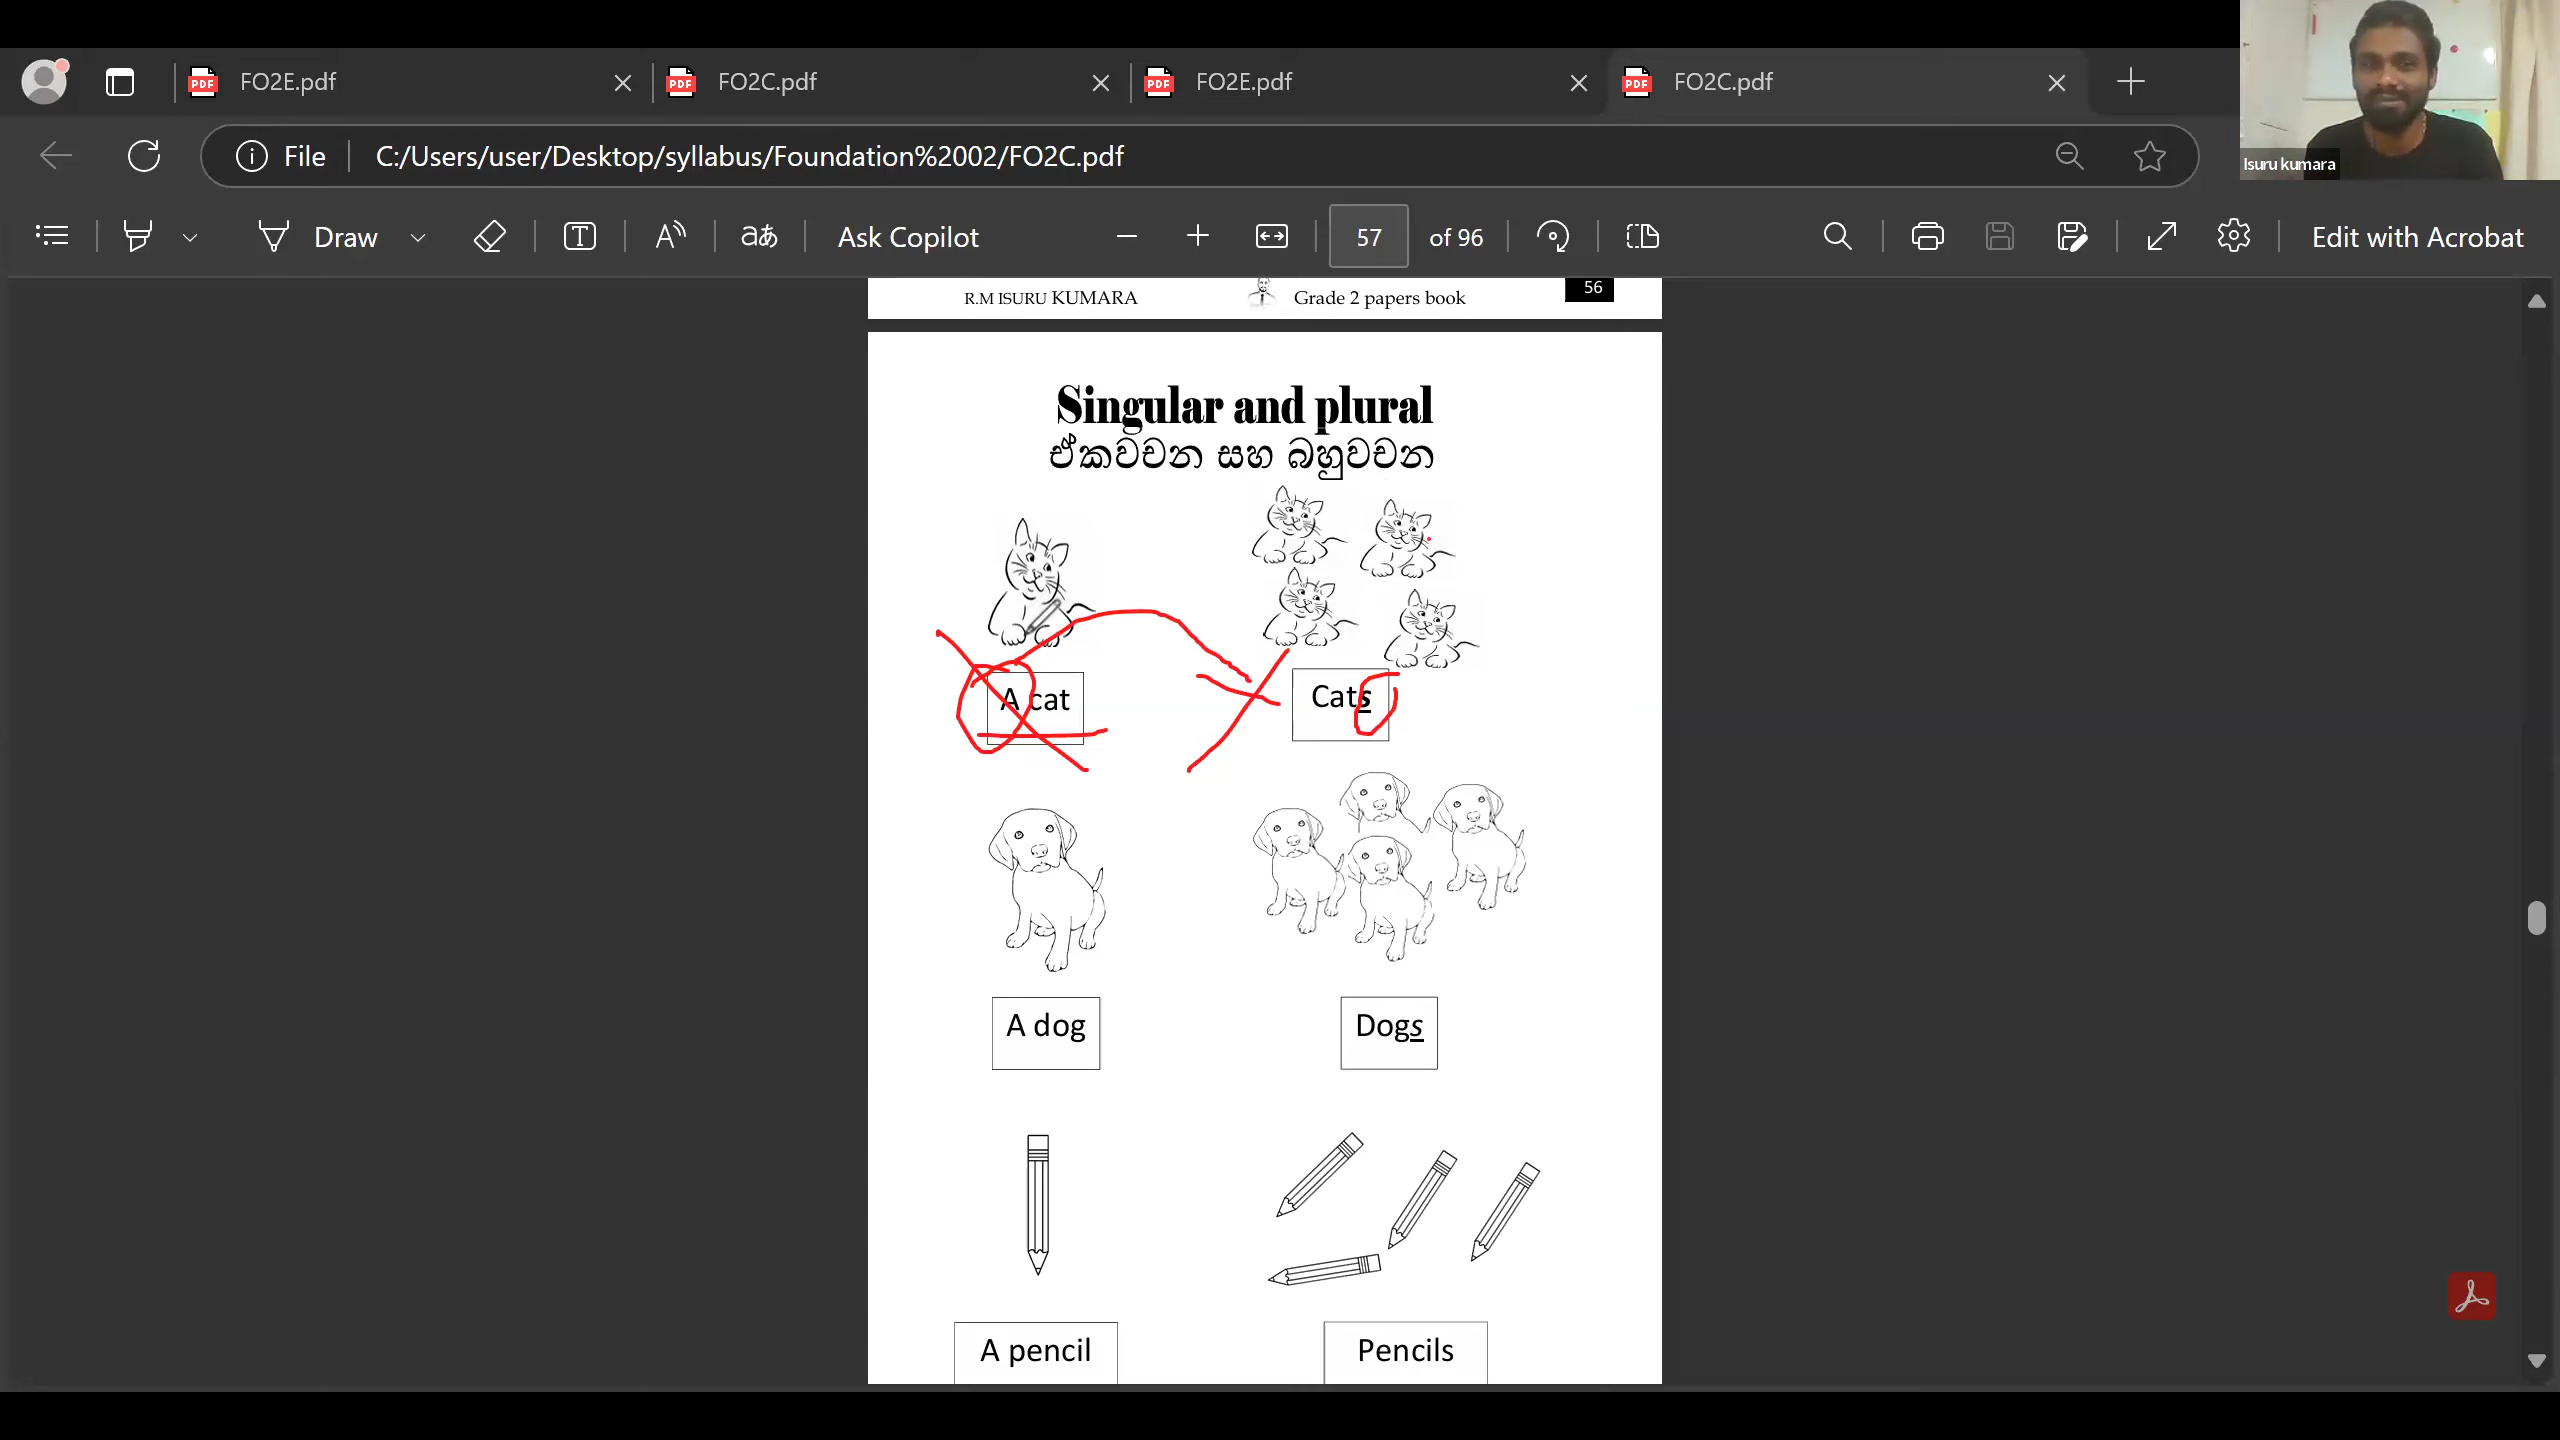 FO2E.pdf
FO2C.pdf
FO2E.pdf
FO2C.pdf
File
C:/Users/user/Desktop/syllabus/Foundation%2002/FO2C.pdf
Isuru kumara
Draw
Ask Copilot
57 of 96
Edit with Acrobat
R.M ISURU KUMARA
Grade 2 papers book
56
Singular and plural
ඒකවචන සහ බහුවචන
A cat
Cats
A dog
Dogs
A pencil
Pencils